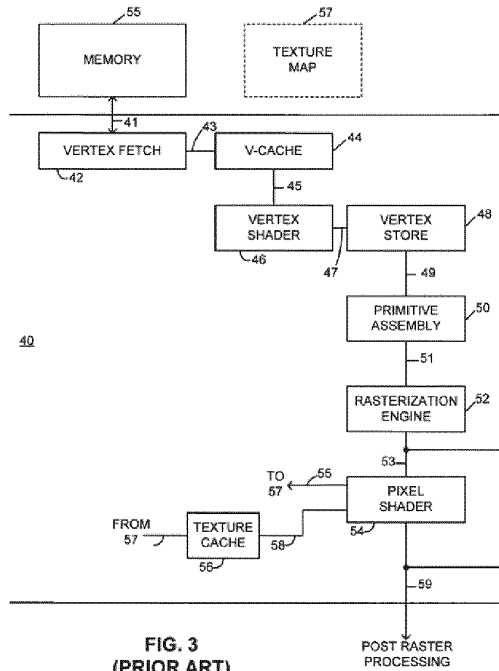 55
57
MEMORY
TEXTURE
MAP
41
43
44
VERTEX FETCH
V-CACHE
42
45
48
VERTEX
SHADER
VERTEX
STORE
46
47
49
50
PRIMITIVE
ASSEMBLY
40
51
52
RASTERIZATION
ENGINE
53
TO
57
55
PIXEL
SHADER
FROM
57
TEXTURE
CACHE
54
56
58
59
FIG. 3
(PRIOR ART)
POST RASTER
PROCESSING